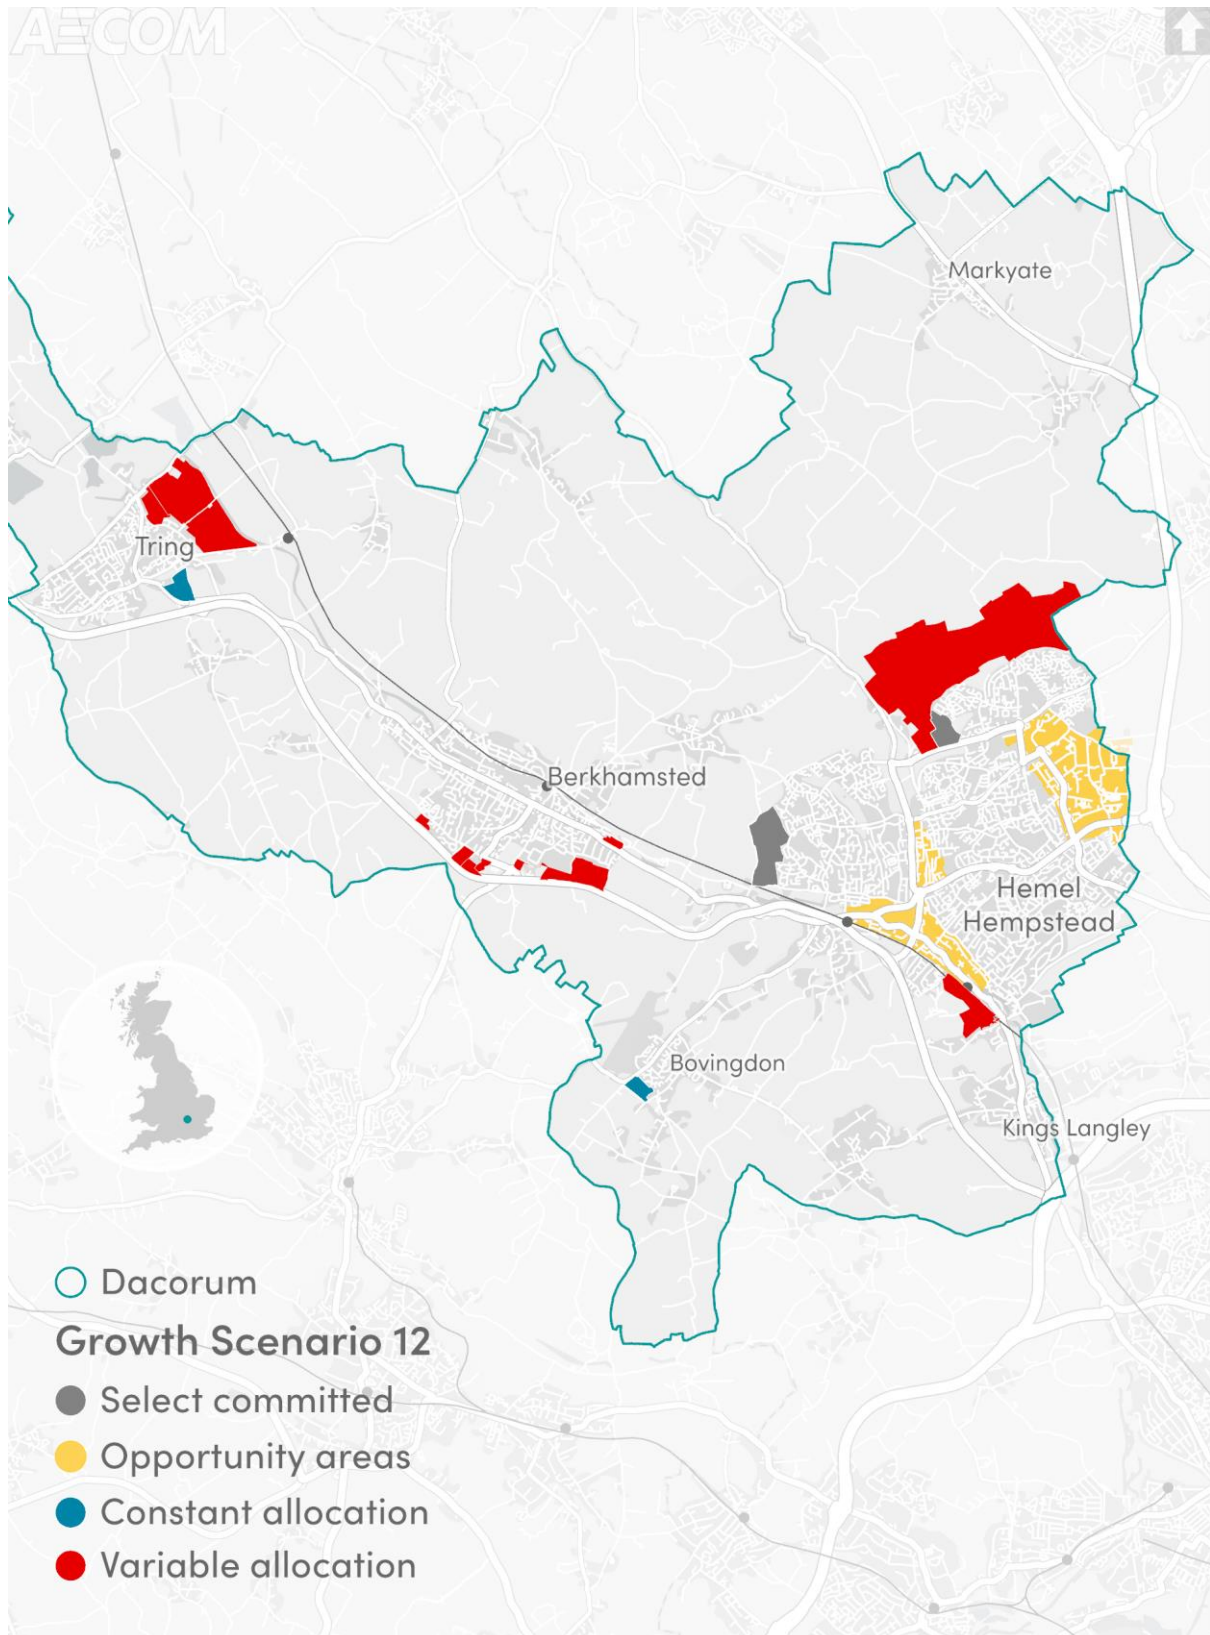 AECOM
Markyate
Tring
Berkhamsted
Hemel
Hempstead
Bovingdon
Kings Langley
Dacorum
Growth Scenario 12
Select committed
Opportunity areas
Constant allocation
Variable allocation